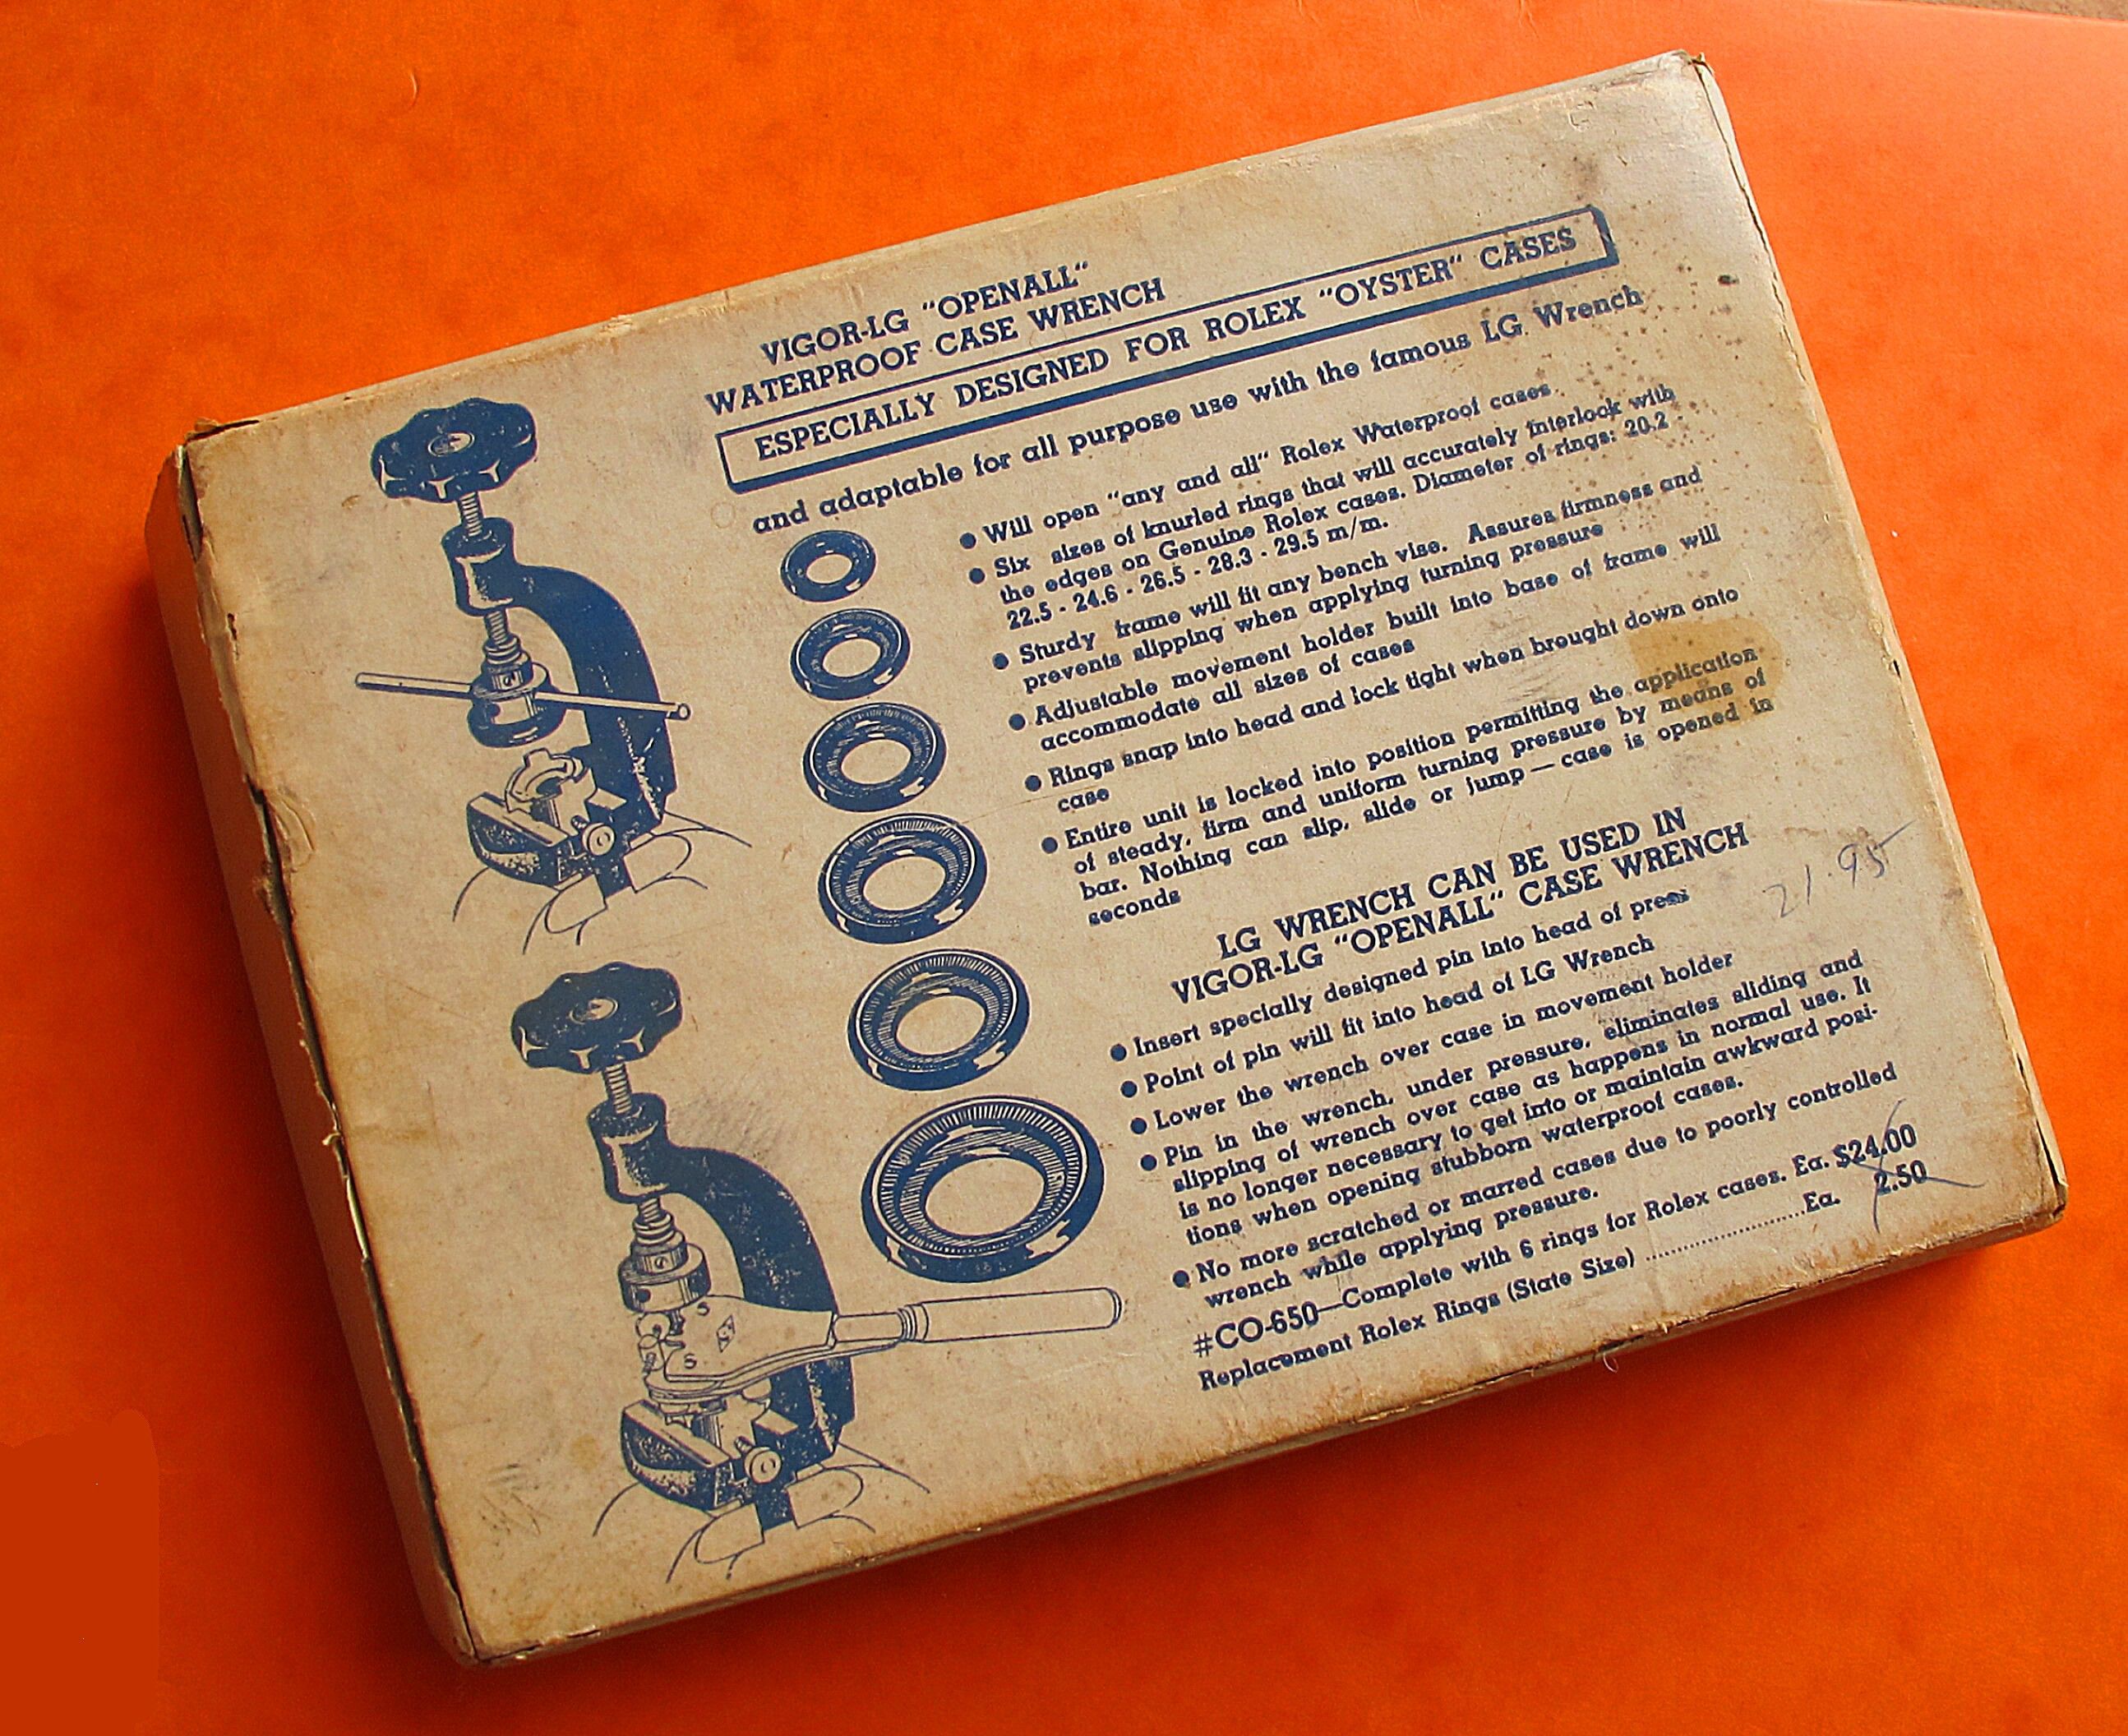 VIGOR-LG "OPENALL"
WATERPROOF CASE WRENCH
ESPECIALLY DESIGNED FOR ROLEX "OYSTER" CASES
and adaptable for all purpose use with the famous LG Wrench
● Will open "any and all" Rolex Waterproof cases
● Six sizes of knurled rings that will accurately interlock with
the edges on Genuine Rolex cases. Diameter of rings: 20.2 -
22.5 - 24.6 - 26.5 - 28.3 - 29.5 m/m.
● Sturdy frame will fit any bench vise. Assures firmness and
prevents slipping when applying turning pressure
● Adjustable movement holder built into base of frame will
accommodate all sizes of cases
● Rings snap into head and lock tight when brought down onto
case
● Entire unit is locked into position permitting the application
of steady, firm and uniform turning pressure by means of
bar. Nothing can slip, slide or jump — case is opened in
seconds
LG WRENCH CAN BE USED IN
VIGOR-LG "OPENALL" CASE WRENCH
21.95
● Insert specially designed pin into head of press
● Point of pin will fit into head of LG Wrench
● Lower the wrench over case in movement holder
● Pin in the wrench, under pressure, eliminates sliding and
slipping of wrench over case as happens in normal use. It
is no longer necessary to get into or maintain awkward posi-
tions when opening stubborn waterproof cases.
● No more scratched or marred cases due to poorly controlled
wrench while applying pressure.
#CO-650—Complete with 6 rings for Rolex cases. Ea. $24.00
Replacement Rolex Rings (State Size) ........................Ea. 2.50
S
S